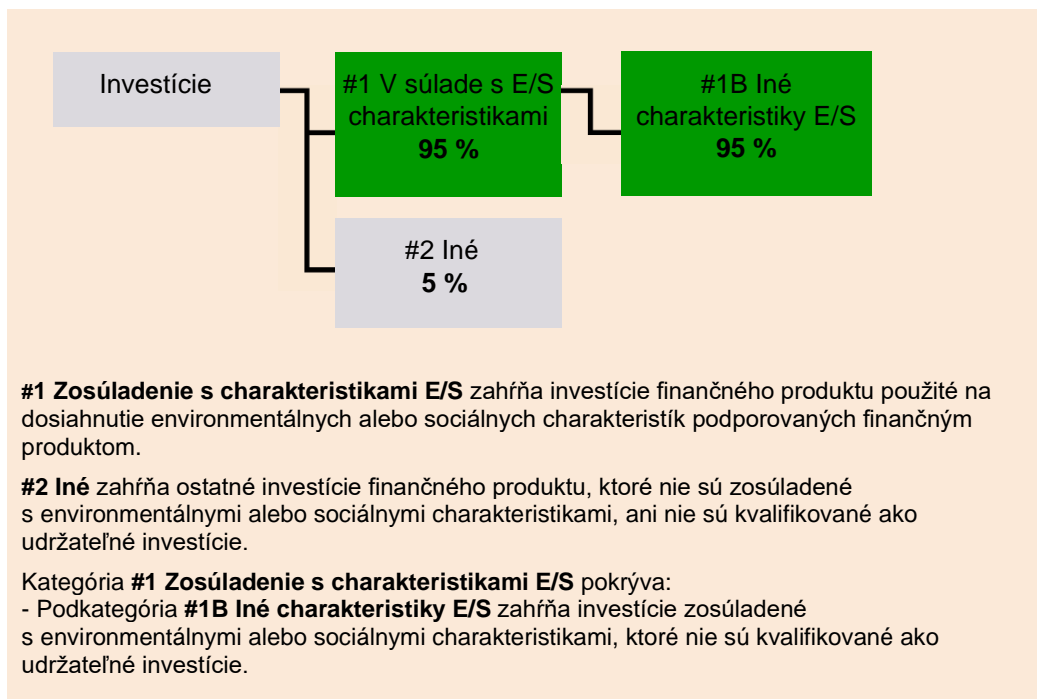 Investície
#1 V súlade s E/S
charakteristikami
95 %
#1B Iné
charakteristiky E/S
95 %
#2 Iné
5 %
#1 Zosúladenie s charakteristikami E/S zahŕňa investície finančného produktu použité na
dosiahnutie environmentálnych alebo sociálnych charakteristík podporovaných finančným
produktom.
#2 Iné zahŕňa ostatné investície finančného produktu, ktoré nie sú zosúladené
s environmentálnymi alebo sociálnymi charakteristikami, ani nie sú kvalifikované ako
udržateľné investície.
Kategória #1 Zosúladenie s charakteristikami E/S pokrýva:
- Podkategória #1B Iné charakteristiky E/S zahŕňa investície zosúladené
s environmentálnymi alebo sociálnymi charakteristikami, ktoré nie sú kvalifikované ako
udržateľné investície.